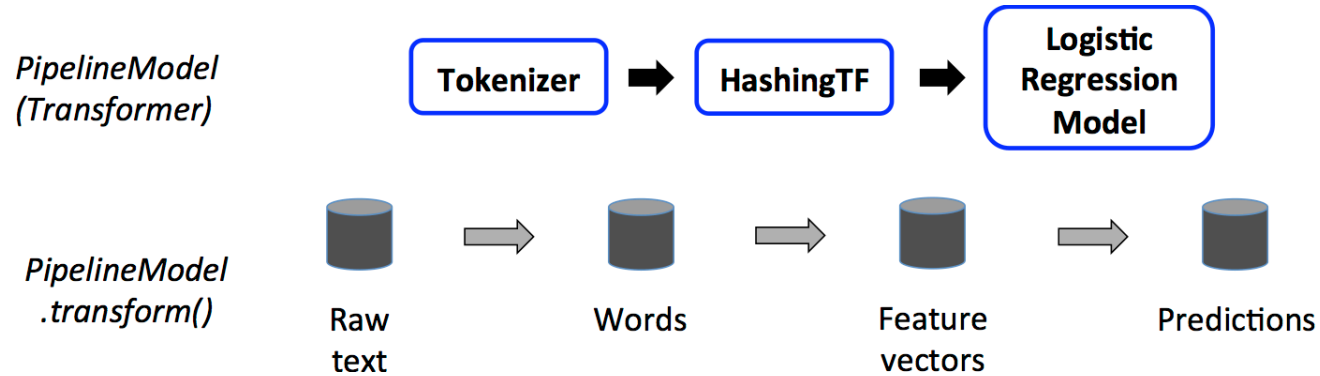 PipelineModel
(Transformer)
Tokenizer
HashingTF
Logistic
Regression
Model
PipelineModel
.transform()
Raw
text
Words
Feature
vectors
Predictions